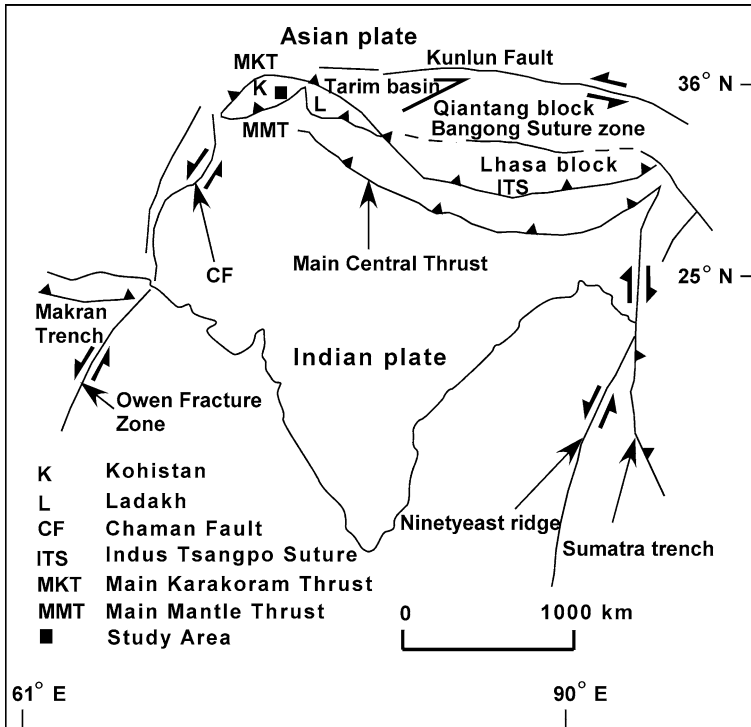 Asian plate
MKT
Kunlun Fault
36° N
K
Tarim basin
L
Qiantang block
MMT
Bangong Suture zone
Lhasa block
ITS
CF
Main Central Thrust
25° N
Makran
Trench
Indian plate
Owen Fracture
Zone
K Kohistan
L Ladakh
CF Chaman Fault
ITS Indus Tsangpo Suture
MKT Main Karakoram Thrust
MMT Main Mantle Thrust
Study Area
Ninetyeast ridge
Sumatra trench
0 1000 km
61° E
90° E